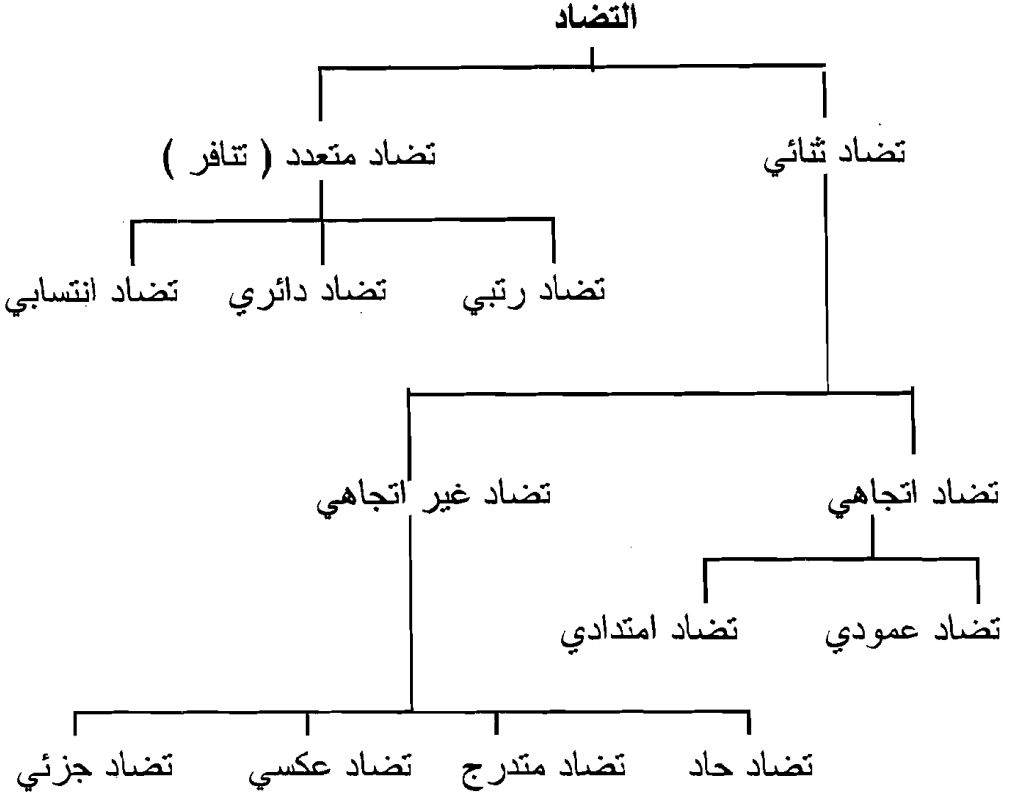 التضاد
تضاد ثنائي تضاد متعدد ( تنافر )
تضاد رتبي تضاد دائري تضاد انتسابي
تضاد اتجاهي تضاد غير اتجاهي
تضاد عمودي تضاد امتدادي
تضاد حاد تضاد متدرج تضاد عكسي تضاد جزئي